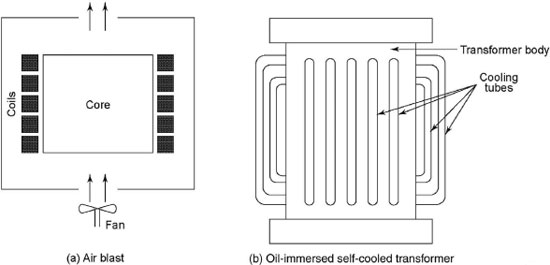 Coils
Core
Fan
(a) Air blast
Transformer body
Cooling
tubes
(b) Oil-immersed self-cooled transformer